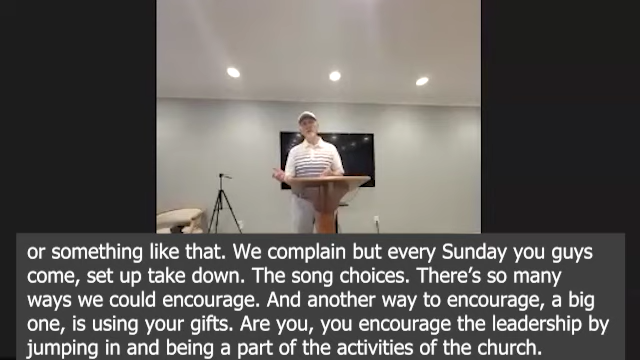 or something like that. We complain but every Sunday you guys
come, set up take down. The song choices. There’s so many
ways we could encourage. And another way to encourage, a big
one, is using your gifts. Are you, you encourage the leadership by
jumping in and being a part of the activities of the church.